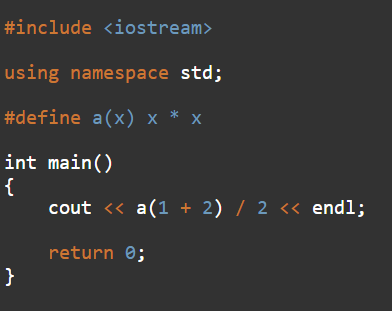 #include <iostream>
using namespace std;
#define a(x) x * x
int main()
{
cout << a(1 + 2) / 2 << endl;
return 0;
}